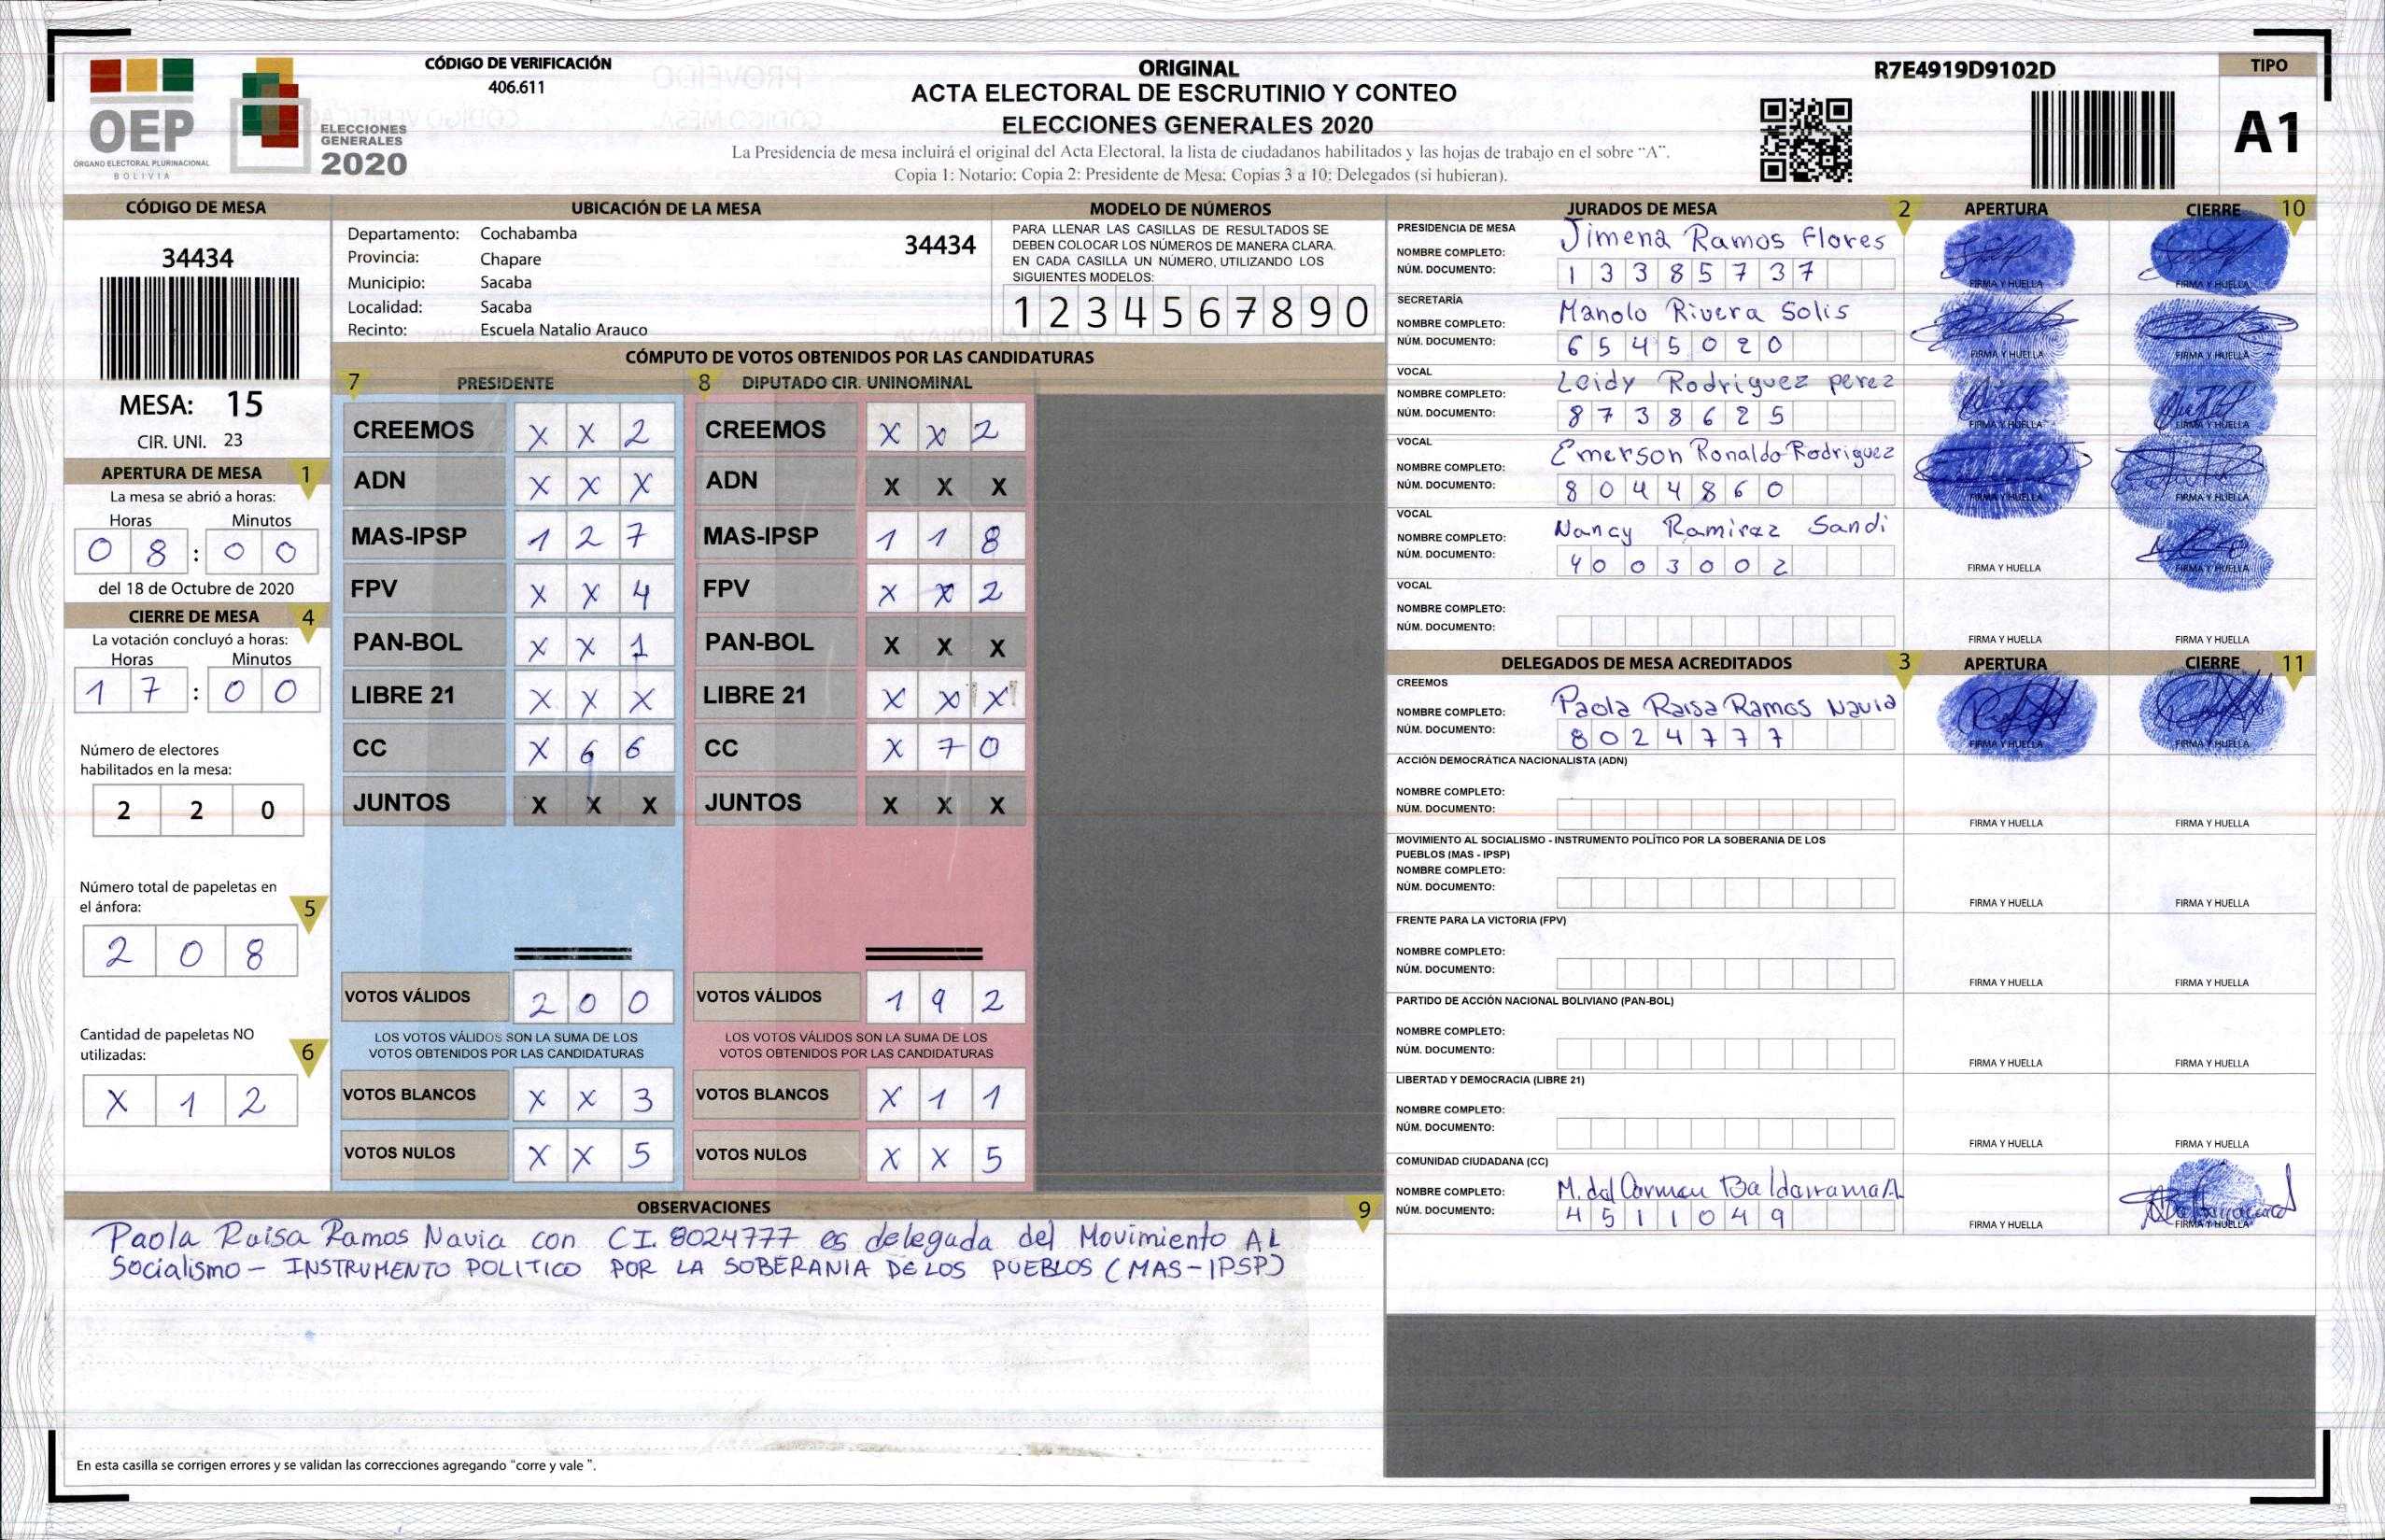 OEP
ÓRGANO ELECTORAL PLURINACIONAL
BOLIVIA
ELECCIONES
GENERALES
2020
CÓDIGO DE VERIFICACIÓN
406.611
ORIGINAL
ACTA ELECTORAL DE ESCRUTINIO Y CONTEO
ELECCIONES GENERALES 2020
La Presidencia de mesa incluirá el original del Acta Electoral, la lista de ciudadanos habilitados y las hojas de trabajo en el sobre "A".
Copia 1: Notario; Copia 2: Presidente de Mesa; Copias 3 a 10: Delegados (si hubieran).
R7E4919D9102D
TIPO
A1
CÓDIGO DE MESA
34434
MESA: 15
CIR. UNI. 23
APERTURA DE MESA 1
La mesa se abrió a horas:
Horas Minutos
0 8 : 0 0
del 18 de Octubre de 2020
CIERRE DE MESA 4
La votación concluyó a horas:
Horas Minutos
1 7 : 0 0
Número de electores
habilitados en la mesa:
2 2 0
Número total de papeletas en
el ánfora: 5
2 0 8
Cantidad de papeletas NO
utilizadas: 6
X 1 2
UBICACIÓN DE LA MESA
Departamento: Cochabamba 34434
Provincia: Chapare
Municipio: Sacaba
Localidad: Sacaba
Recinto: Escuela Natalio Arauco
MODELO DE NÚMEROS
PARA LLENAR LAS CASILLAS DE RESULTADOS SE
DEBEN COLOCAR LOS NÚMEROS DE MANERA CLARA.
EN CADA CASILLA UN NÚMERO, UTILIZANDO LOS
SIGUIENTES MODELOS:
1 2 3 4 5 6 7 8 9 0
CÓMPUTO DE VOTOS OBTENIDOS POR LAS CANDIDATURAS
7 PRESIDENTE
CREEMOS X X 2
ADN X X X
MAS-IPSP 1 2 7
FPV X X 4
PAN-BOL X X 1
LIBRE 21 X X X
CC X 6 6
JUNTOS X X X
VOTOS VÁLIDOS 2 0 0
LOS VOTOS VÁLIDOS SON LA SUMA DE LOS
VOTOS OBTENIDOS POR LAS CANDIDATURAS
VOTOS BLANCOS X X 3
VOTOS NULOS X X 5
8 DIPUTADO CIR. UNINOMINAL
CREEMOS X X 2
ADN X X X
MAS-IPSP 1 1 8
FPV X X 2
PAN-BOL X X X
LIBRE 21 X X X
CC X 7 0
JUNTOS X X X
VOTOS VÁLIDOS 1 9 2
LOS VOTOS VÁLIDOS SON LA SUMA DE LOS
VOTOS OBTENIDOS POR LAS CANDIDATURAS
VOTOS BLANCOS X 1 1
VOTOS NULOS X X 5
OBSERVACIONES 9
Paola Raisa Ramos Navia con CI. 8024777 es delegada del Movimiento AL
Socialismo - INSTRUMENTO POLITICO POR LA SOBERANIA DE LOS PUEBLOS (MAS-IPSP)
En esta casilla se corrigen errores y se validan las correcciones agregando "corre y vale ".
JURADOS DE MESA 2 APERTURA CIERRE 10
PRESIDENCIA DE MESA
NOMBRE COMPLETO: Jimena Ramos Flores
NÚM. DOCUMENTO: 1 3 3 8 5 7 3 7
FIRMA Y HUELLA FIRMA Y HUELLA
SECRETARÍA
NOMBRE COMPLETO: Manolo Rivera Solis
NÚM. DOCUMENTO: 6 5 4 5 0 2 0
FIRMA Y HUELLA FIRMA Y HUELLA
VOCAL
NOMBRE COMPLETO: Leidy Rodriguez perez
NÚM. DOCUMENTO: 8 7 3 8 6 2 5
FIRMA Y HUELLA FIRMA Y HUELLA
VOCAL
NOMBRE COMPLETO: Emerson Ronaldo Rodriguez
NÚM. DOCUMENTO: 8 0 4 4 8 6 0
FIRMA Y HUELLA FIRMA Y HUELLA
VOCAL
NOMBRE COMPLETO: Nancy Ramirez Sandi
NÚM. DOCUMENTO: 4 0 0 3 0 0 2
FIRMA Y HUELLA FIRMA Y HUELLA
VOCAL
NOMBRE COMPLETO:
NÚM. DOCUMENTO:
FIRMA Y HUELLA FIRMA Y HUELLA
DELEGADOS DE MESA ACREDITADOS 3 APERTURA CIERRE 11
CREEMOS
NOMBRE COMPLETO: Paola Raisa Ramos Navia
NÚM. DOCUMENTO: 8 0 2 4 7 7 7
FIRMA Y HUELLA FIRMA Y HUELLA
ACCIÓN DEMOCRÁTICA NACIONALISTA (ADN)
NOMBRE COMPLETO:
NÚM. DOCUMENTO:
FIRMA Y HUELLA FIRMA Y HUELLA
MOVIMIENTO AL SOCIALISMO - INSTRUMENTO POLÍTICO POR LA SOBERANIA DE LOS
PUEBLOS (MAS - IPSP)
NOMBRE COMPLETO:
NÚM. DOCUMENTO:
FIRMA Y HUELLA FIRMA Y HUELLA
FRENTE PARA LA VICTORIA (FPV)
NOMBRE COMPLETO:
NÚM. DOCUMENTO:
FIRMA Y HUELLA FIRMA Y HUELLA
PARTIDO DE ACCIÓN NACIONAL BOLIVIANO (PAN-BOL)
NOMBRE COMPLETO:
NÚM. DOCUMENTO:
FIRMA Y HUELLA FIRMA Y HUELLA
LIBERTAD Y DEMOCRACIA (LIBRE 21)
NOMBRE COMPLETO:
NÚM. DOCUMENTO:
FIRMA Y HUELLA FIRMA Y HUELLA
COMUNIDAD CIUDADANA (CC)
NOMBRE COMPLETO: M. del Carmen Baldarrama A.
NÚM. DOCUMENTO: 4 5 1 1 0 4 9
FIRMA Y HUELLA FIRMA Y HUELLA